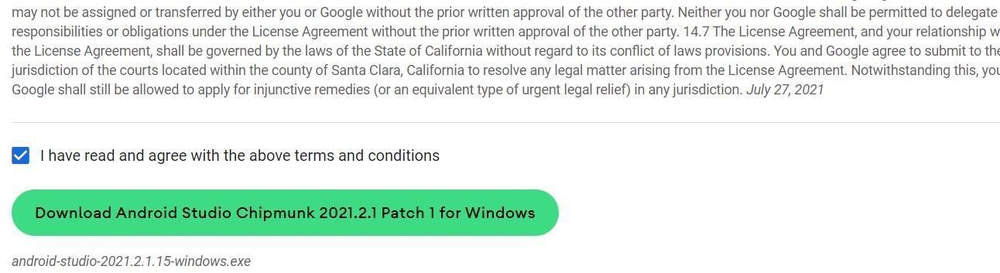 may not be assigned or transferred by either you or Google without the prior written approval of the other party. Neither you nor Google shall be permitted to delegate
responsibilities or obligations under the License Agreement without the prior written approval of the other party. 14.7 The License Agreement, and your relationship w
the License Agreement, shall be governed by the laws of the State of California without regard to its conflict of laws provisions. You and Google agree to submit to the
jurisdiction of the courts located within the county of Santa Clara, California to resolve any legal matter arising from the License Agreement. Notwithstanding this, you
Google shall still be allowed to apply for injunctive remedies (or an equivalent type of urgent legal relief) in any jurisdiction. July 27, 2021
I have read and agree with the above terms and conditions
Download Android Studio Chipmunk 2021.2.1 Patch 1 for Windows
android-studio-2021.2.1.15-windows.exe